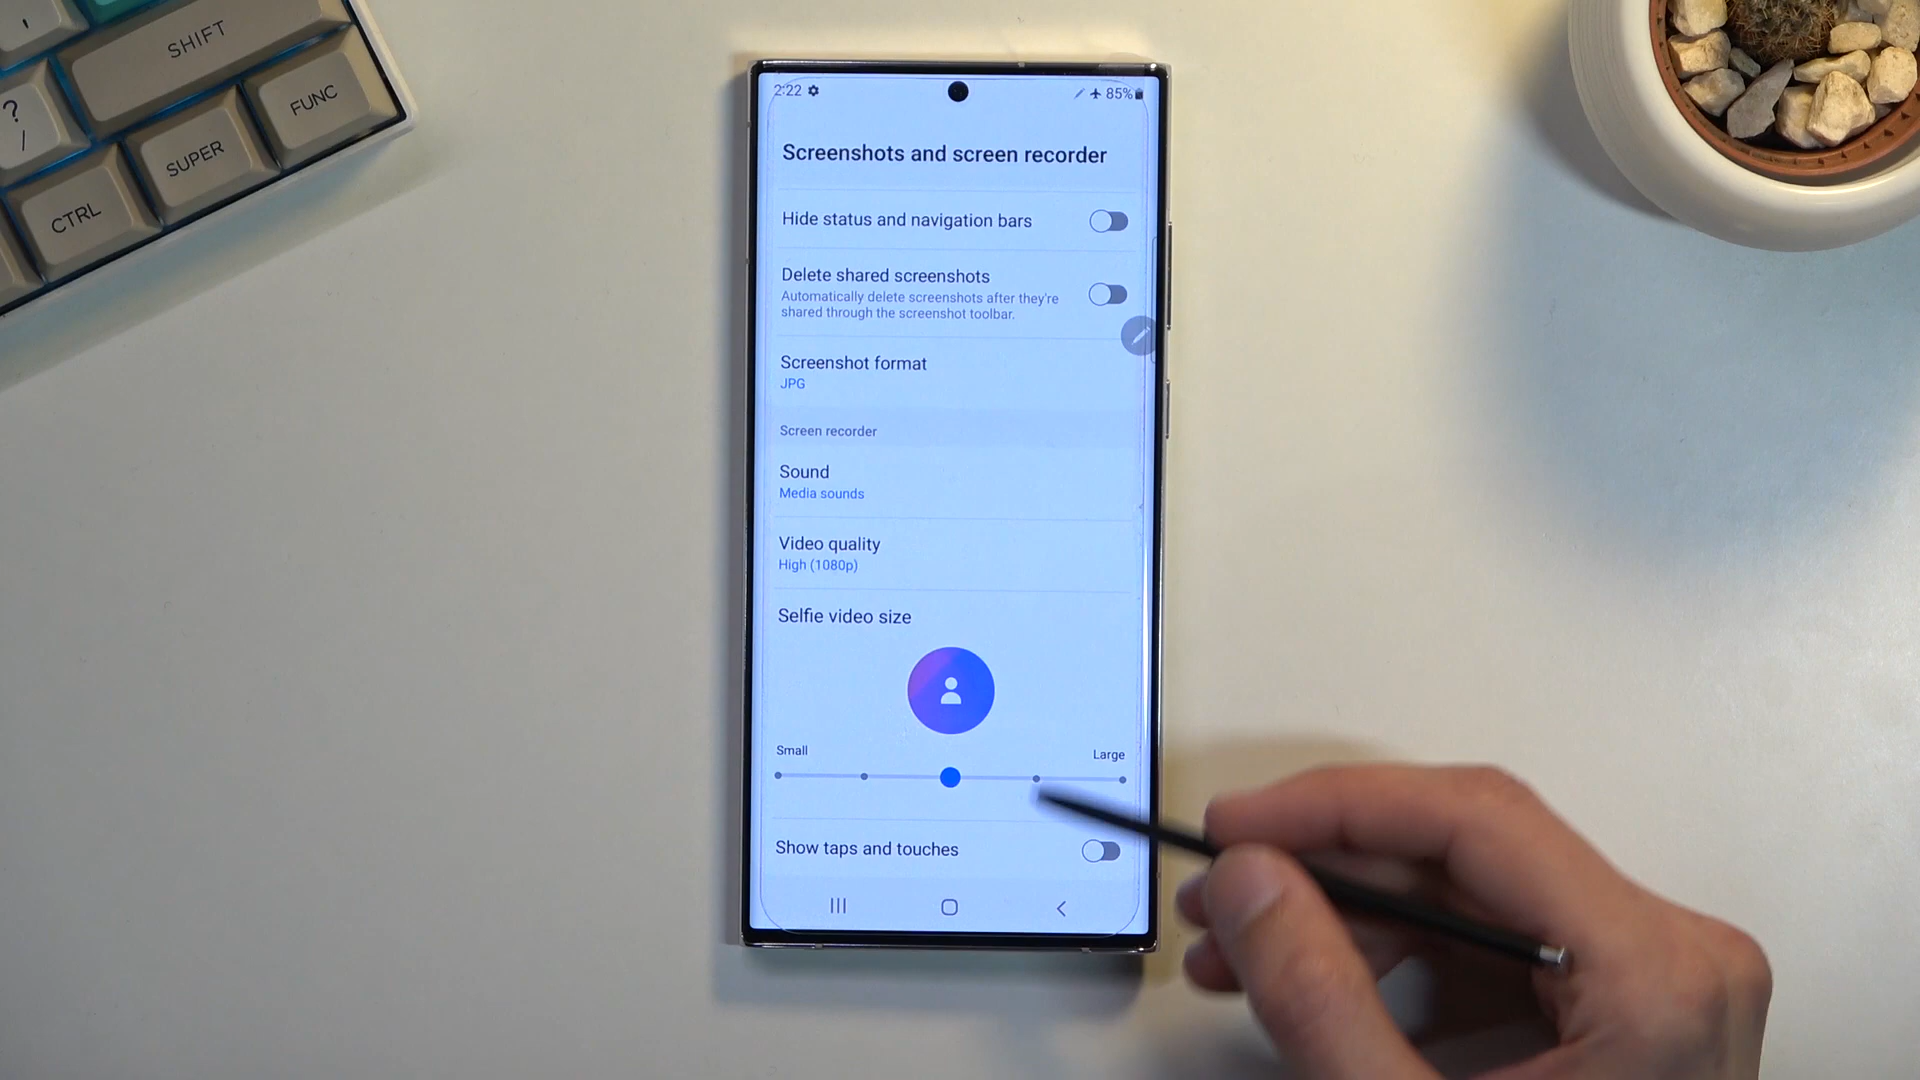 SHIFT
FUNC
?
/
SUPER
CTRL
2:22
85%
Screenshots and screen recorder
Hide status and navigation bars
Delete shared screenshots
Automatically delete screenshots after they're
shared through the screenshot toolbar.
Screenshot format
JPG
Screen recorder
Sound
Media sounds
Video quality
High (1080p)
Selfie video size
Small
Large
Show taps and touches